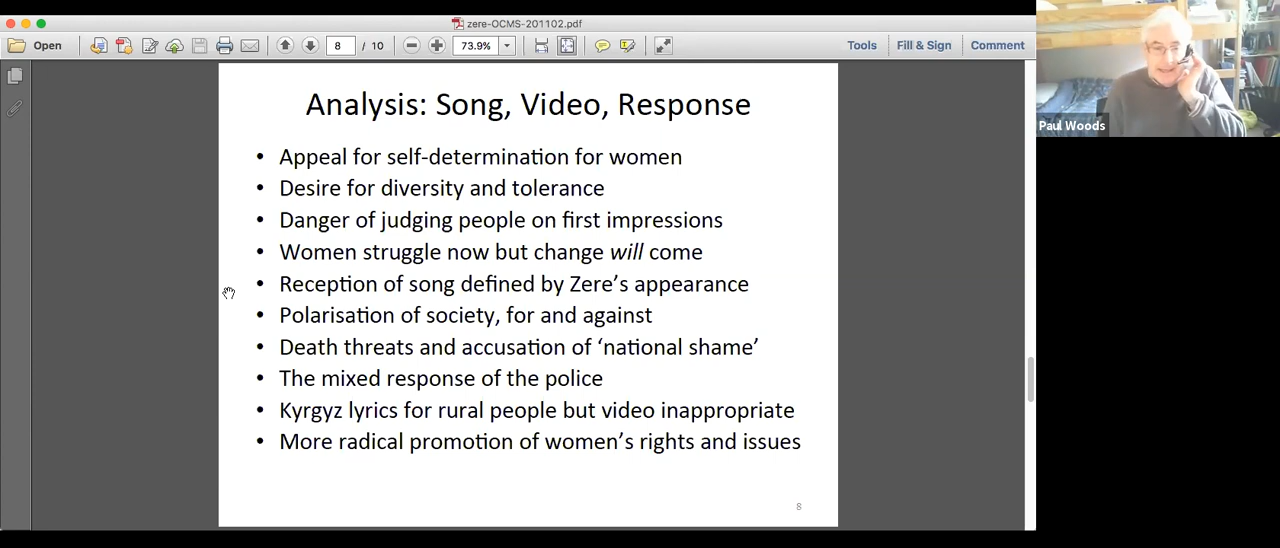 zere-OCMS-201102.pdf
Open
8 / 10
73.9%
Tools
Fill & Sign
Comment
Paul Woods
Analysis: Song, Video, Response
• Appeal for self-determination for women
• Desire for diversity and tolerance
• Danger of judging people on first impressions
• Women struggle now but change will come
• Reception of song defined by Zere’s appearance
• Polarisation of society, for and against
• Death threats and accusation of ‘national shame’
• The mixed response of the police
• Kyrgyz lyrics for rural people but video inappropriate
• More radical promotion of women’s rights and issues
8